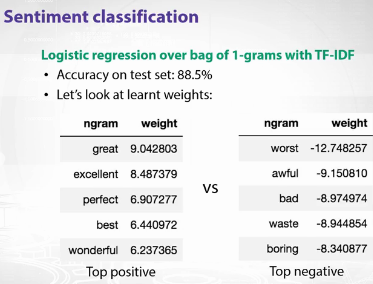 Sentiment classification
Logistic regression over bag of 1-grams with TF-IDF
• Accuracy on test set: 88.5%
• Let's look at learnt weights:
ngram weight
great 9.042803
excellent 8.487379
perfect 6.907277
best 6.440972
wonderful 6.237365
Top positive
VS
ngram weight
worst -12.748257
awful -9.150810
bad -8.974974
waste -8.944854
boring -8.340877
Top negative